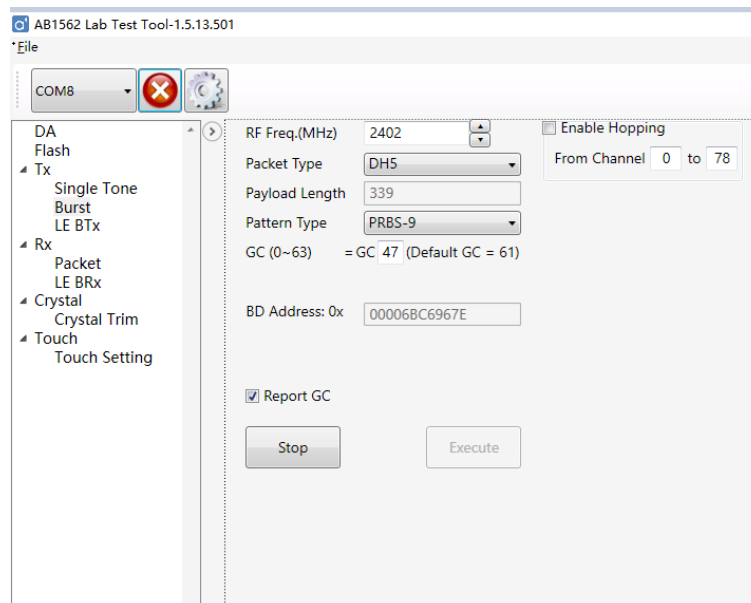 AB1562 Lab Test Tool-1.5.13.501
File
COM8
DA
Flash
Tx
Single Tone
Burst
LE BTx
Rx
Packet
LE BRx
Crystal
Crystal Trim
Touch
Touch Setting
RF Freq.(MHz) 2402
Packet Type DH5
Payload Length 339
Pattern Type PRBS-9
GC (0~63) = GC 47 (Default GC = 61)
BD Address: 0x 00006BC6967E
Report GC
Stop Execute
Enable Hopping
From Channel 0 to 78